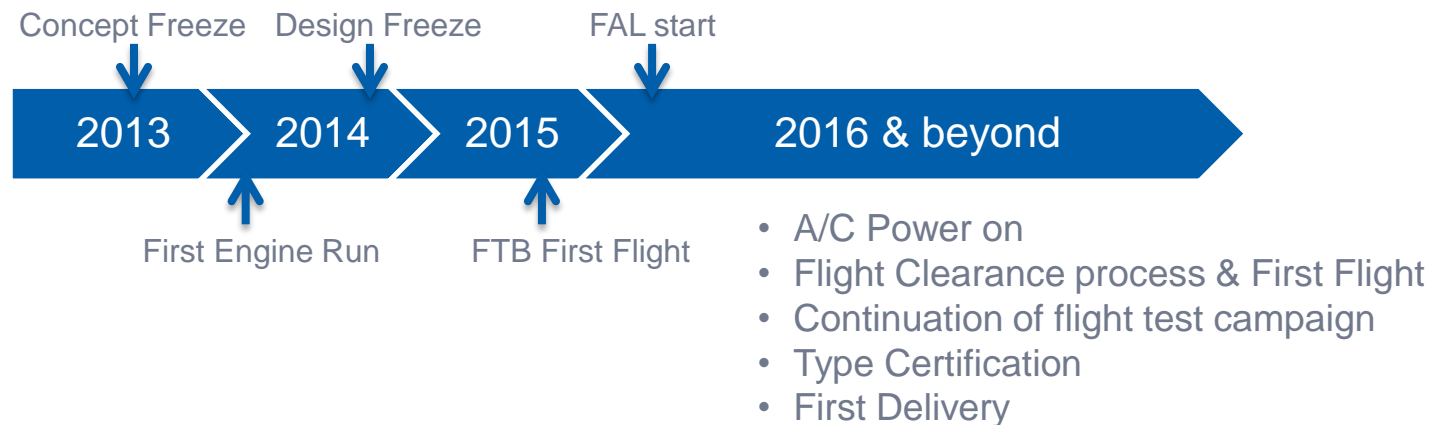 Concept Freeze Design Freeze FAL start
2013 2014 2015 2016 & beyond
First Engine Run FTB First Flight
• A/C Power on
• Flight Clearance process & First Flight
• Continuation of flight test campaign
• Type Certification
• First Delivery